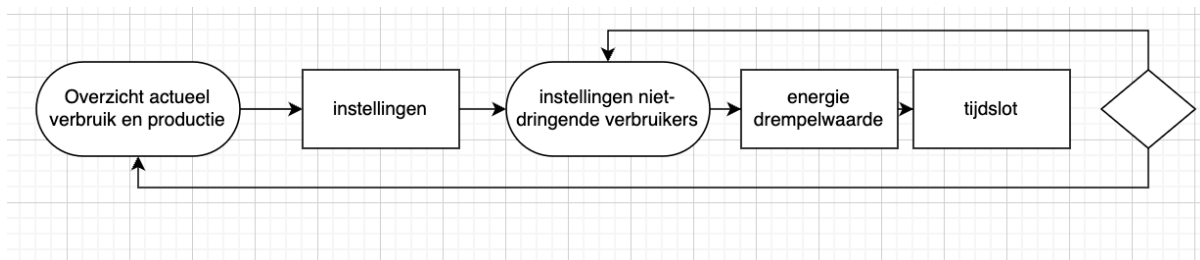 Overzicht actueel
verbruik en productie
instellingen
instellingen niet-
dringende verbruikers
energie
drempelwaarde
tijdslot